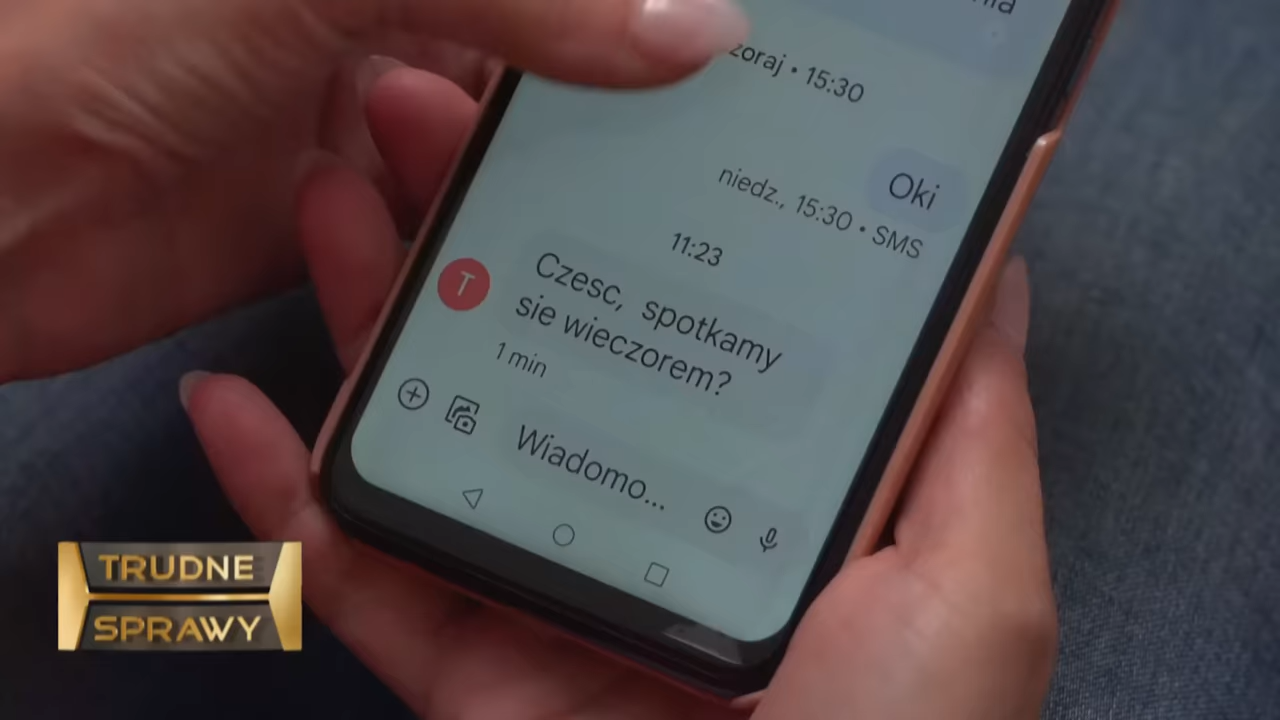 zoraj • 15:30
Oki
niedz., 15:30 • SMS
11:23
T
Czesc, spotkamy
sie wieczorem?
1 min
Wiadomo...
TRUDNE
SPRAWY